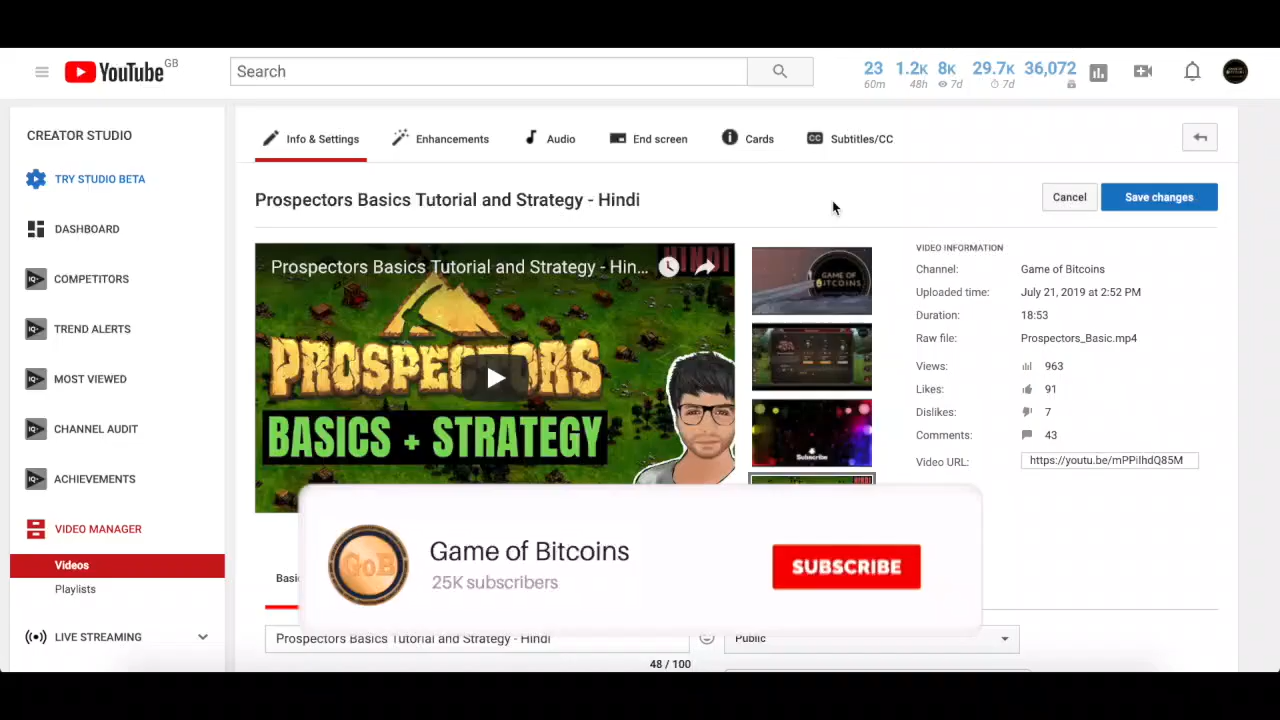 YouTube GB
Search
23 1.2K 8K 29.7K 36,072
60m 48h 7d 7d
CREATOR STUDIO
Info & Settings Enhancements Audio End screen Cards Subtitles/CC
TRY STUDIO BETA
Prospectors Basics Tutorial and Strategy - Hindi
Cancel Save changes
DASHBOARD
COMPETITORS
TREND ALERTS
MOST VIEWED
CHANNEL AUDIT
ACHIEVEMENTS
VIDEO MANAGER
Videos
Playlists
LIVE STREAMING
Prospectors Basics Tutorial and Strategy - Hin...
HINDI
PROSPECTORS
BASICS + STRATEGY
GAME OF
BITCOINS
Subscribe
VIDEO INFORMATION
Channel: Game of Bitcoins
Uploaded time: July 21, 2019 at 2:52 PM
Duration: 18:53
Raw file: Prospectors_Basic.mp4
Views: 963
Likes: 91
Dislikes: 7
Comments: 43
Video URL: https://youtu.be/mPPiIhdQ85M
GoB
Game of Bitcoins
25K subscribers
SUBSCRIBE
Prospectors Basics Tutorial and Strategy - Hindi
Public
48 / 100